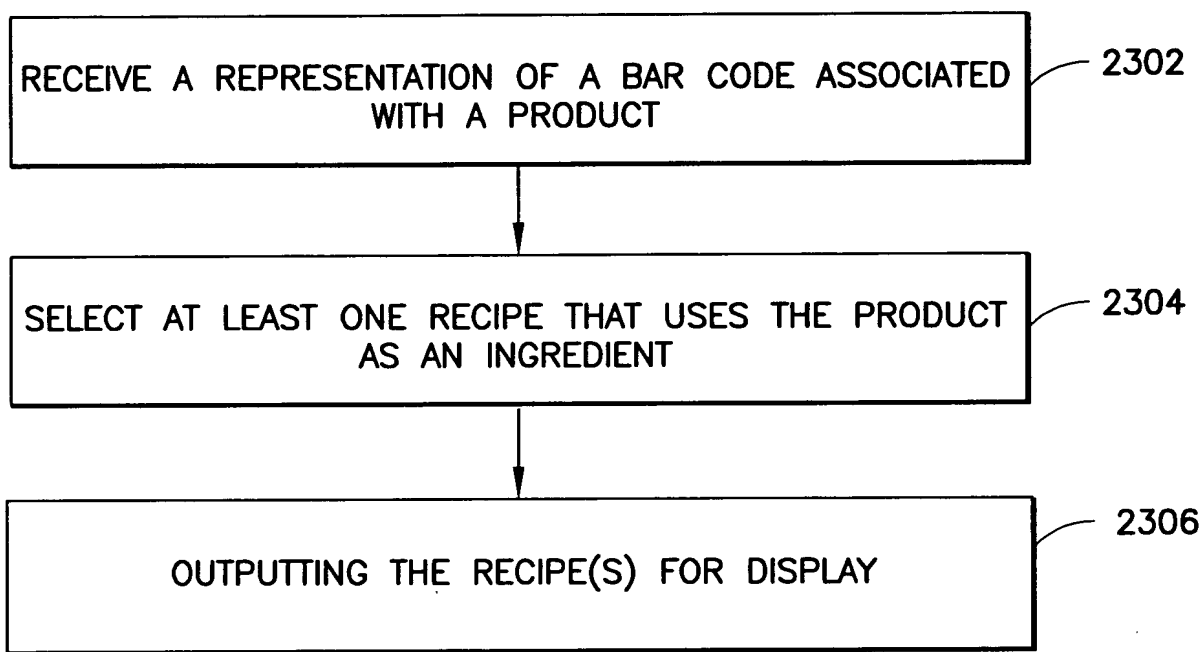 RECEIVE A REPRESENTATION OF A BAR CODE ASSOCIATED
WITH A PRODUCT
2302
SELECT AT LEAST ONE RECIPE THAT USES THE PRODUCT
AS AN INGREDIENT
2304
OUTPUTTING THE RECIPE(S) FOR DISPLAY
2306